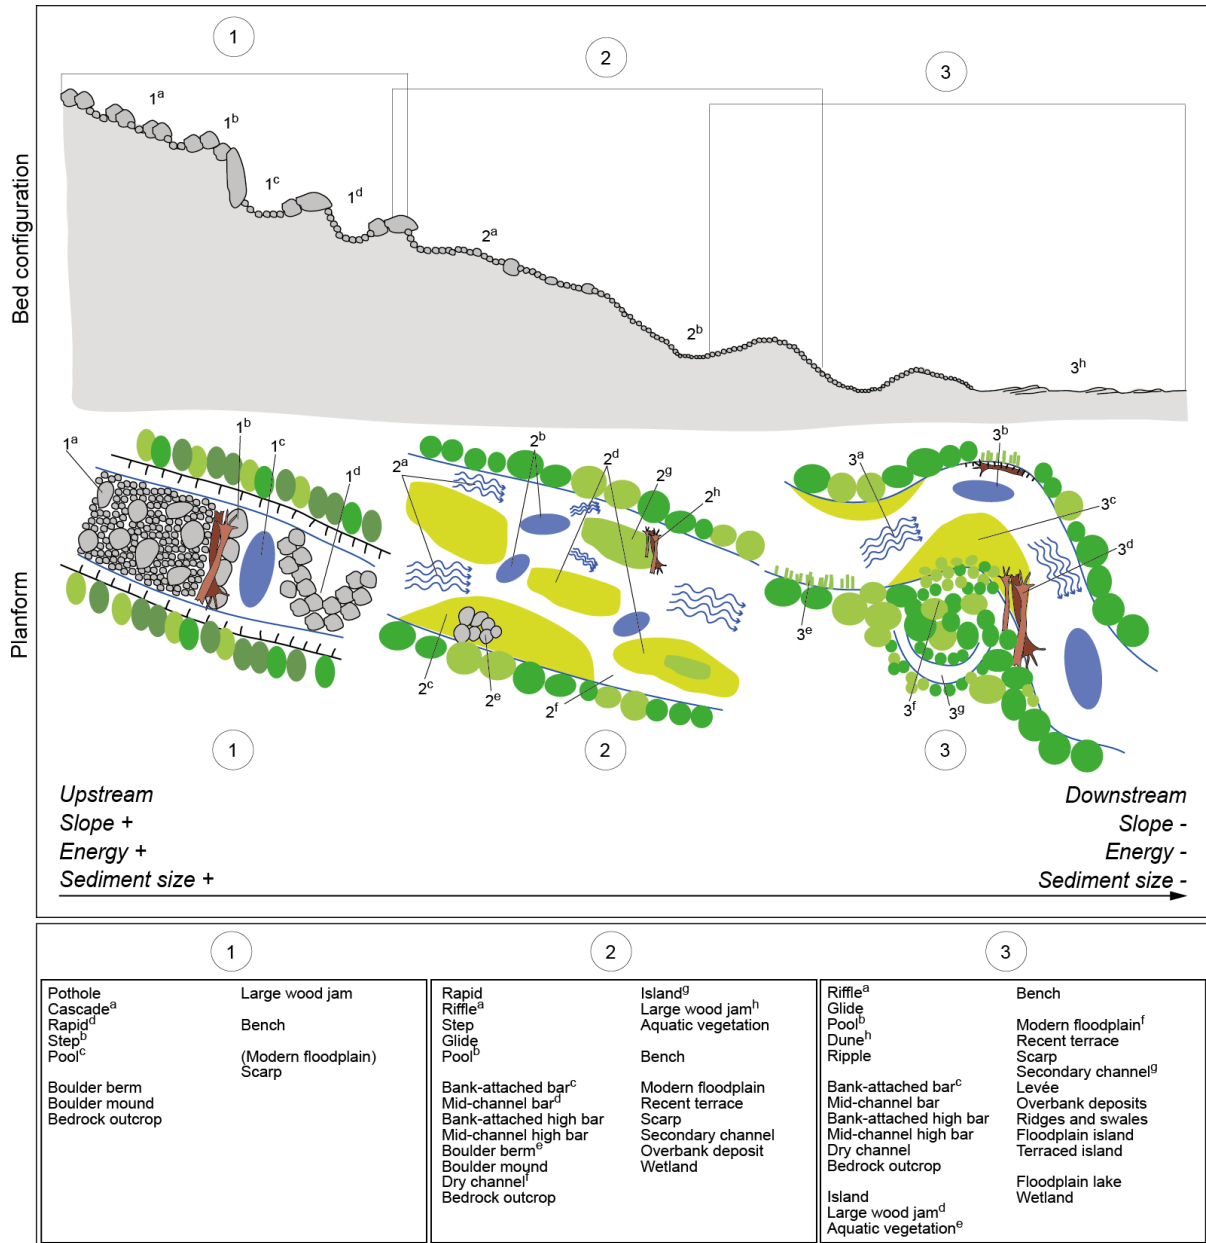 1
2
3
Bed configuration
1a
1b
1c
1d
2a
2b
3h
Planform
1a
1b
1c
1d
2a
2b
2d
2g
2h
2c
2e
2f
3a
3b
3c
3d
3e
3f
3g
1
2
3
Upstream
Slope +
Energy +
Sediment size +
Downstream
Slope -
Energy -
Sediment size -
1
Pothole
Cascadea
Rapidd
Stepb
Poolc
Boulder berm
Boulder mound
Bedrock outcrop
Large wood jam
Bench
(Modern floodplain)
Scarp
2
Rapid
Rifflea
Step
Glide
Poolb
Bank-attached barc
Mid-channel bard
Bank-attached high bar
Mid-channel high bar
Boulder berme
Boulder mound
Dry channelf
Bedrock outcrop
Islandg
Large wood jamh
Aquatic vegetation
Bench
Modern floodplain
Recent terrace
Scarp
Secondary channel
Overbank deposit
Wetland
3
Rifflea
Glide
Poolb
Duneh
Ripple
Bank-attached barc
Mid-channel bar
Bank-attached high bar
Mid-channel high bar
Dry channel
Bedrock outcrop
Island
Large wood jamd
Aquatic vegetatione
Bench
Modern floodplainf
Recent terrace
Scarp
Secondary channelg
Levée
Overbank deposits
Ridges and swales
Floodplain island
Terraced island
Floodplain lake
Wetland